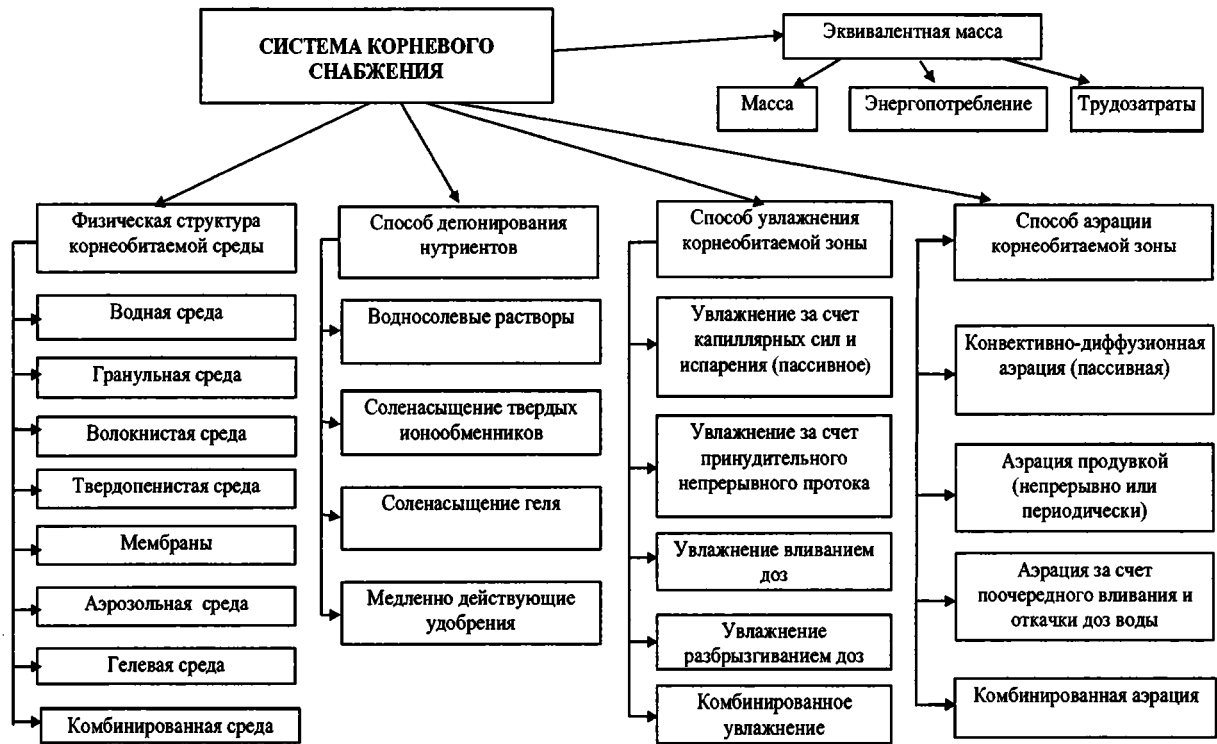 СИСТЕМА КОРНЕВОГО
СНАБЖЕНИЯ
Эквивалентная масса
Масса
Энергопотребление
Трудозатраты
Физическая структура
корнеобитаемой среды
Водная среда
Гранульная среда
Волокнистая среда
Твердопенистая среда
Мембраны
Аэрозольная среда
Гелевая среда
Комбинированная среда
Способ депонирования
нутриентов
Водносолевые растворы
Соленасыщение твердых
ионообменников
Соленасыщение геля
Медленно действующие
удобрения
Способ увлажнения
корнеобитаемой зоны
Увлажнение за счет
капиллярных сил и
испарения (пассивное)
Увлажнение за счет
принудительного
непрерывного протока
Увлажнение вливанием
доз
Увлажнение
разбрызгиванием доз
Комбинированное
увлажнение
Способ аэрации
корнеобитаемой зоны
Конвективно-диффузионная
аэрация (пассивная)
Аэрация продувкой
(непрерывно или
периодически)
Аэрация за счет
поочередного вливания и
откачки доз воды
Комбинированная аэрация